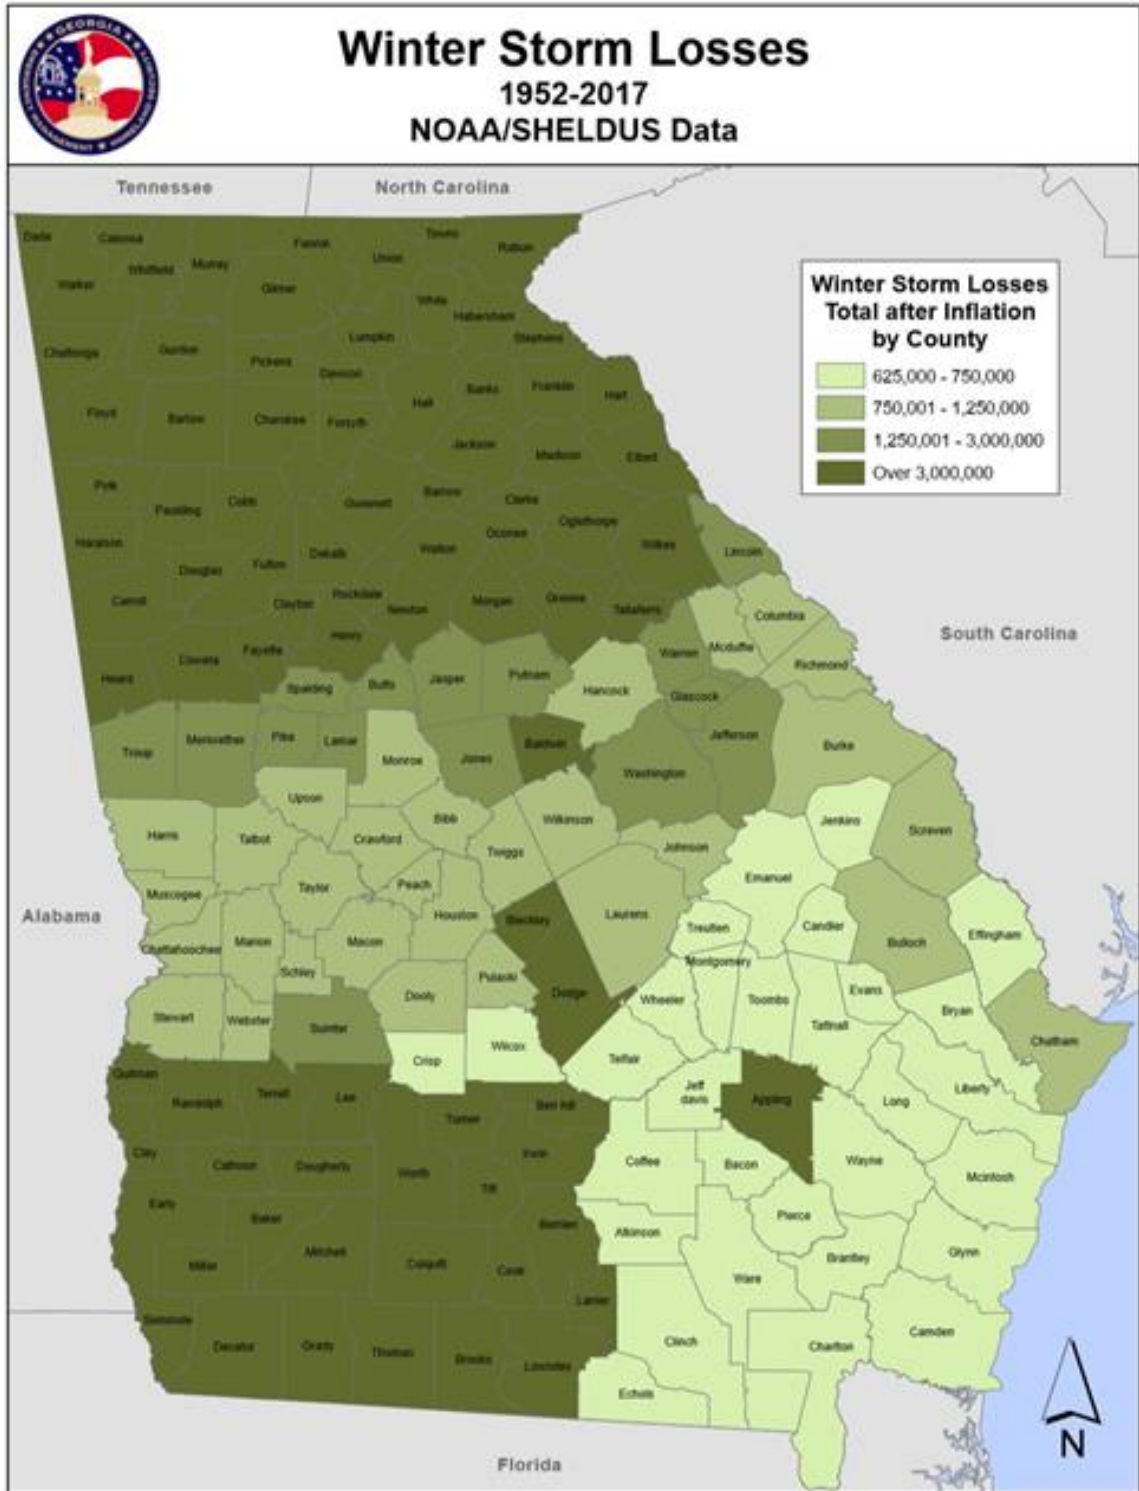 GEORGIA
Winter Storm Losses
1952-2017
NOAA/SHELDUS Data
Tennessee
North Carolina
Winter Storm Losses
Total after Inflation
by County
625,000 - 750,000
750,001 - 1,250,000
1,250,001 - 3,000,000
Over 3,000,000
Dade
Catoosa
Fannin
Towns
Rabun
Union
Walker
Whitfield
Murray
Gilmer
White
Habersham
Lumpkin
Stephens
Chattooga
Gordon
Pickens
Dawson
Banks
Franklin
Hart
Hall
Floyd
Bartow
Cherokee
Forsyth
Jackson
Madison
Elbert
Polk
Paulding
Cobb
Gwinnett
Barrow
Clarke
Oconee
Oglethorpe
Haralson
Douglas
Fulton
Dekalb
Walton
Wilkes
Lincoln
Carroll
Clayton
Rockdale
Newton
Morgan
Greene
Taliaferro
Columbia
South Carolina
Heard
Coweta
Fayette
Henry
Warren
Mcduffie
Richmond
Spalding
Butts
Jasper
Putnam
Hancock
Glascock
Troup
Meriwether
Pike
Lamar
Monroe
Jones
Baldwin
Washington
Jefferson
Burke
Upson
Harris
Talbot
Crawford
Bibb
Twiggs
Wilkinson
Johnson
Jenkins
Screven
Muscogee
Taylor
Peach
Houston
Bleckley
Laurens
Emanuel
Alabama
Chattahoochee
Marion
Macon
Treutlen
Candler
Bulloch
Effingham
Schley
Dooly
Pulaski
Dodge
Montgomery
Stewart
Webster
Sumter
Wheeler
Toombs
Evans
Tattnall
Bryan
Chatham
Crisp
Wilcox
Telfair
Quitman
Randolph
Terrell
Lee
Turner
Ben hill
Jeff
davis
Appling
Long
Liberty
Clay
Calhoun
Dougherty
Worth
Irwin
Tift
Coffee
Bacon
Wayne
Mcintosh
Early
Baker
Mitchell
Berrien
Atkinson
Pierce
Brantley
Glynn
Miller
Colquitt
Cook
Lanier
Ware
Seminole
Decatur
Grady
Thomas
Brooks
Lowndes
Clinch
Charlton
Camden
Echols
Florida
N